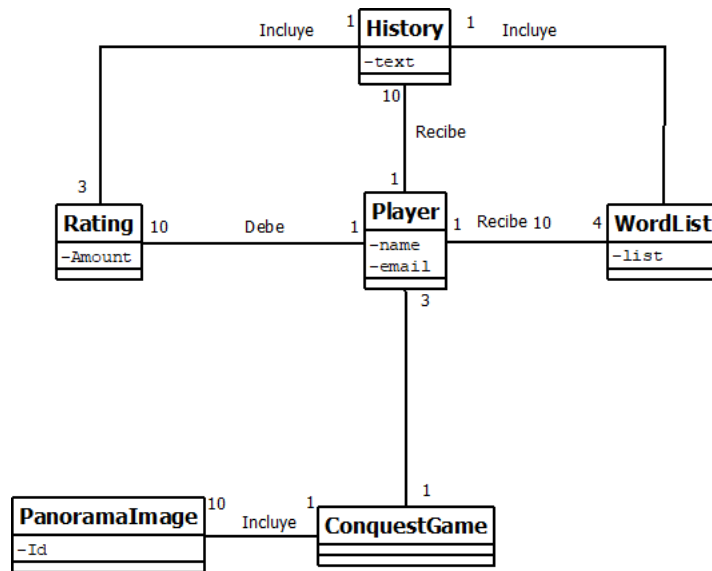 Incluye
1
History
1
Incluye
-text
10
Recibe
3
1
Rating
10
Debe
1
Player
1
Recibe 10
4
WordList
-Amount
-name
-list
-email
3
10
1
1
PanoramaImage
Incluye
ConquestGame
-Id